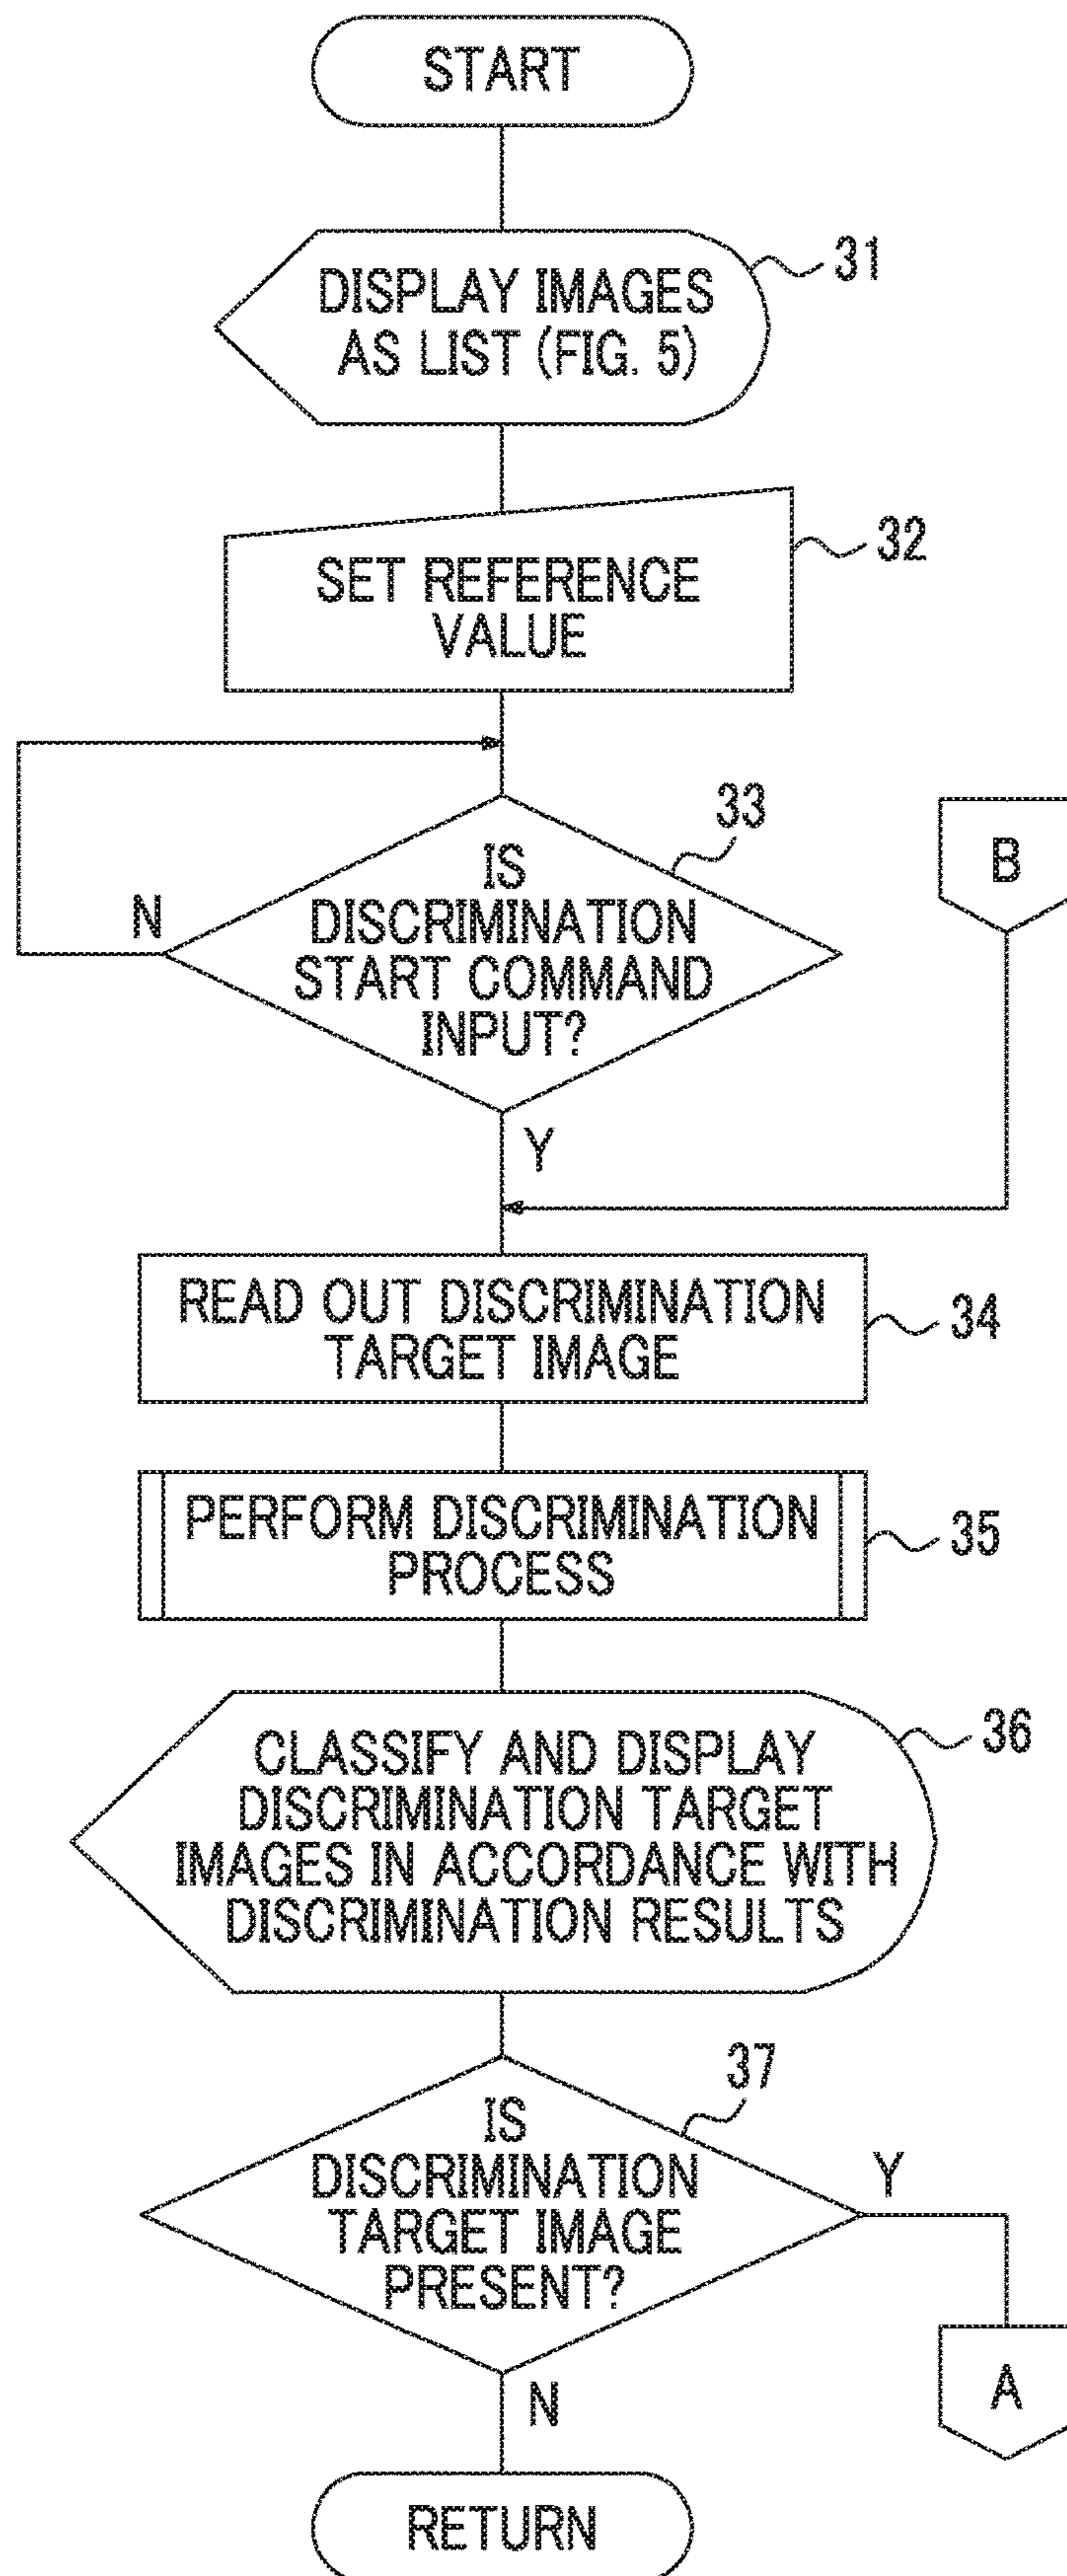 START
DISPLAY IMAGES
AS LIST (FIG. 5)
31
SET REFERENCE
VALUE
32
33
IS
DISCRIMINATION
START COMMAND
INPUT?
N
B
Y
READ OUT DISCRIMINATION
TARGET IMAGE
34
PERFORM DISCRIMINATION
PROCESS
35
CLASSIFY AND DISPLAY
DISCRIMINATION TARGET
IMAGES IN ACCORDANCE WITH
DISCRIMINATION RESULTS
36
37
IS
DISCRIMINATION
TARGET IMAGE
PRESENT?
Y
A
N
RETURN